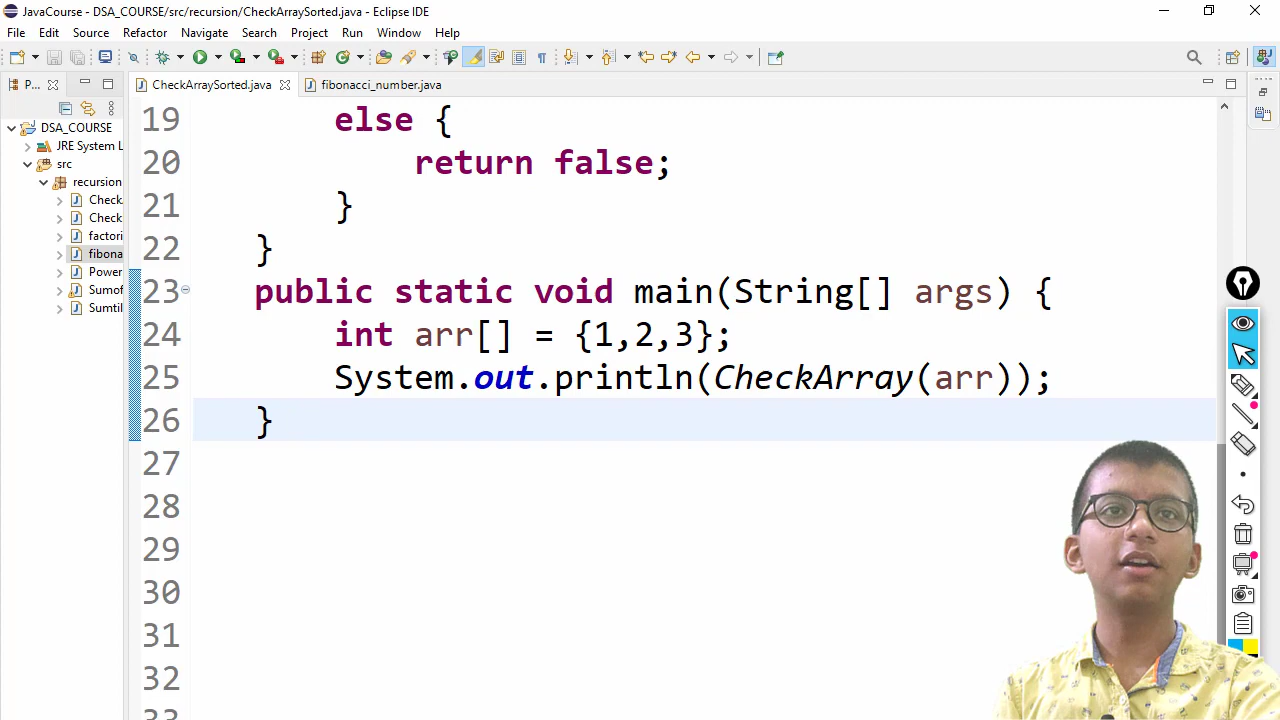 JavaCourse - DSA_COURSE/src/recursion/CheckArraySorted.java - Eclipse IDE
File Edit Source Refactor Navigate Search Project Run Window Help
P... CheckArraySorted.java fibonacci_number.java
DSA_COURSE
JRE System L
src
recursion
Check
Check
factori
fibona
Power
Sumof
Sumtil
19 else {
20 return false;
21 }
22 }
23 public static void main(String[] args) {
24 int arr[] = {1,2,3};
25 System.out.println(CheckArray(arr));
26 }
27
28
29
30
31
32